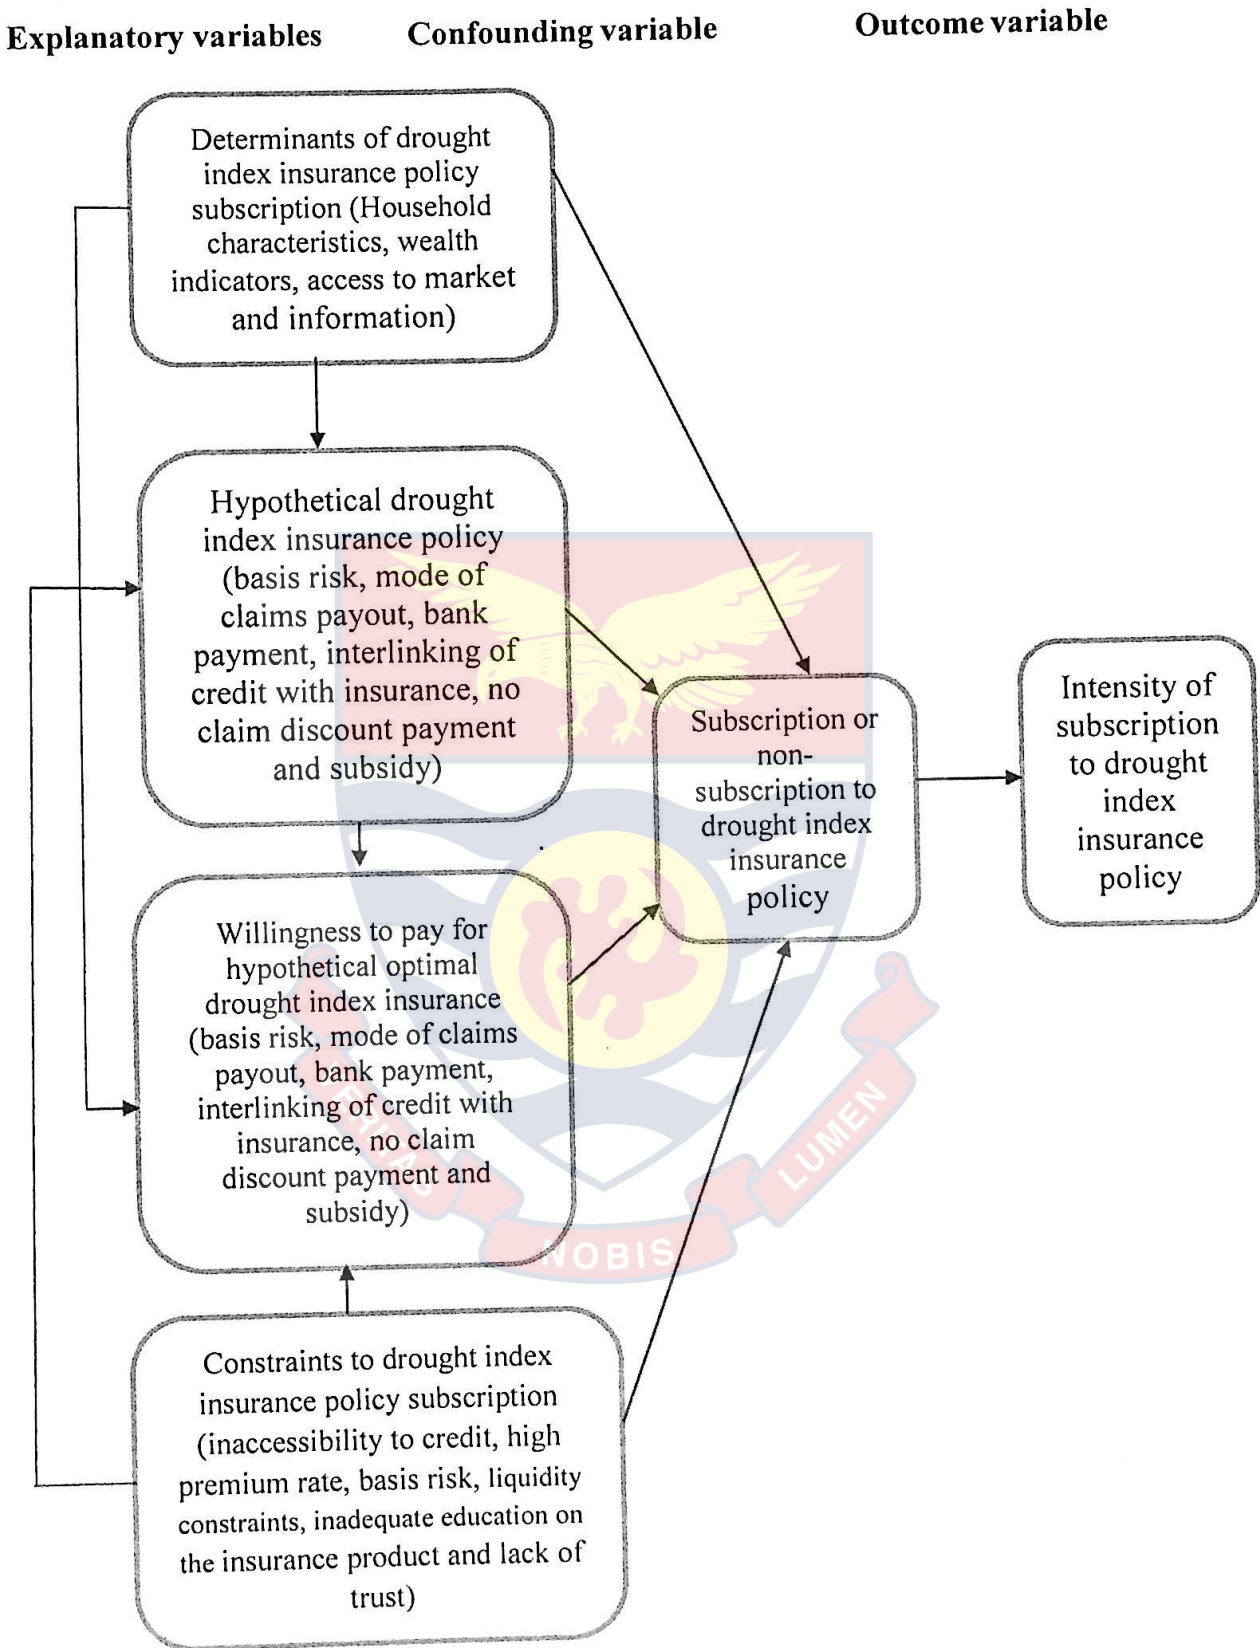 Explanatory variables
Confounding variable
Outcome variable
Determinants of drought
index insurance policy
subscription (Household
characteristics, wealth
indicators, access to market
and information)
Hypothetical drought
index insurance policy
(basis risk, mode of
claims payout, bank
payment, interlinking of
credit with insurance, no
claim discount payment
and subsidy)
Willingness to pay for
hypothetical optimal
drought index insurance
(basis risk, mode of claims
payout, bank payment,
interlinking of credit with
insurance, no claim
discount payment and
subsidy)
Constraints to drought index
insurance policy subscription
(inaccessibility to credit, high
premium rate, basis risk, liquidity
constraints, inadequate education on
the insurance product and lack of
trust)
Subscription or
non-
subscription to
drought index
insurance
policy
Intensity of
subscription
to drought
index
insurance
policy
VERITAS
NOBIS
LUMEN